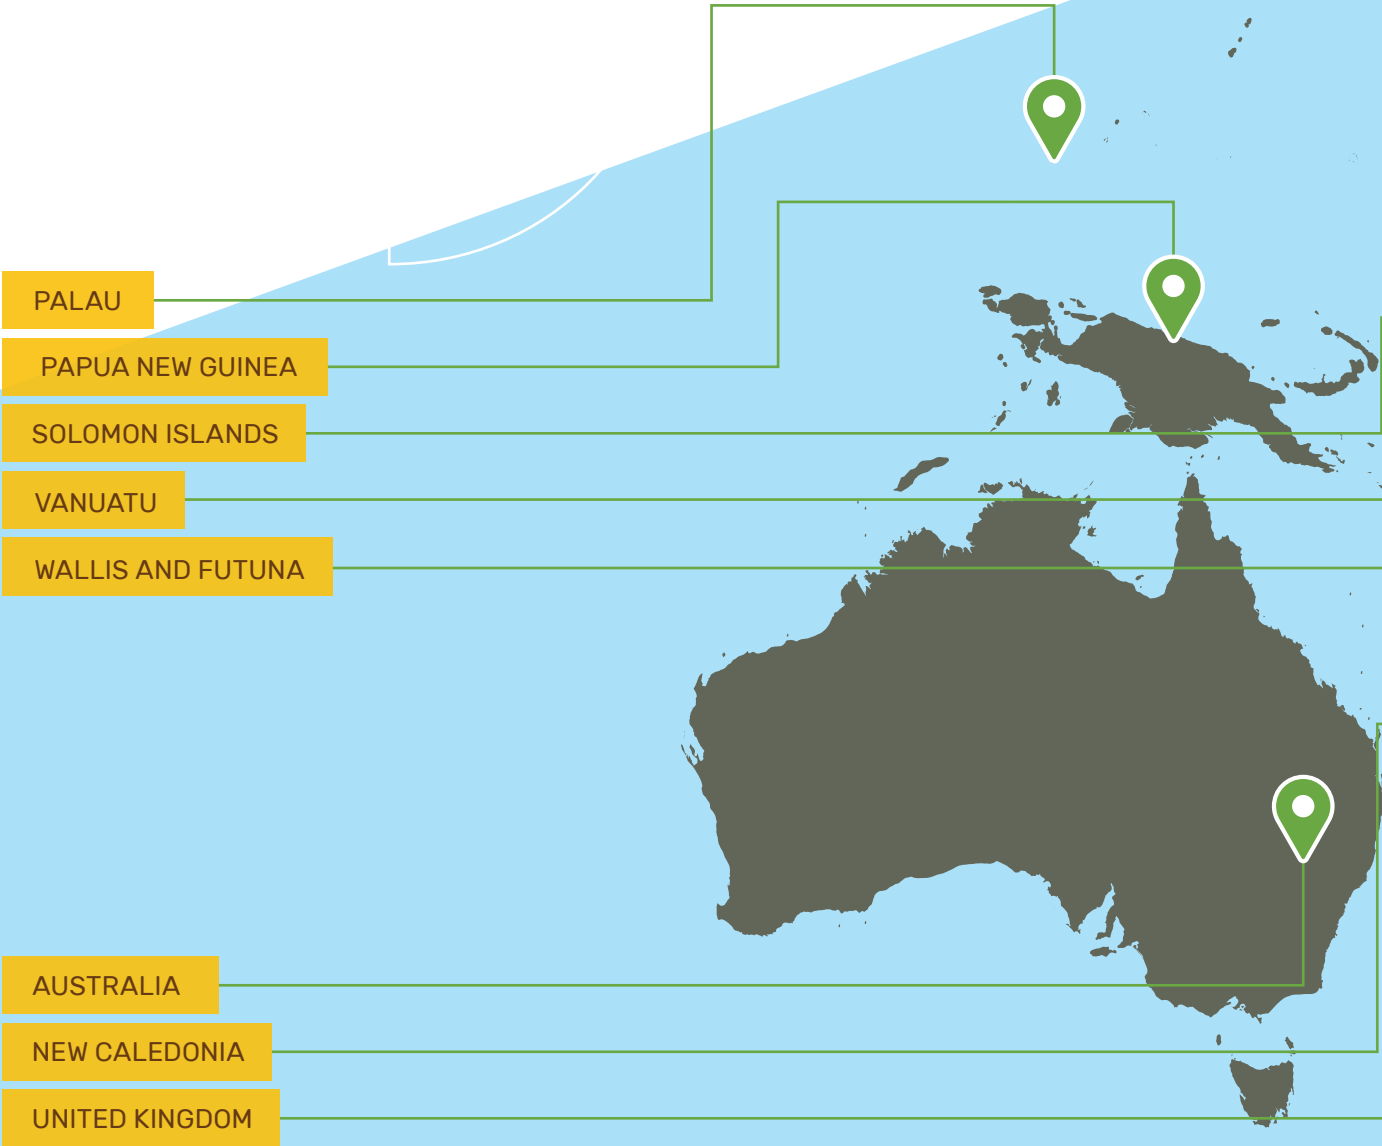 PALAU
PAPUA NEW GUINEA
SOLOMON ISLANDS
VANUATU
WALLIS AND FUTUNA
AUSTRALIA
NEW CALEDONIA
UNITED KINGDOM